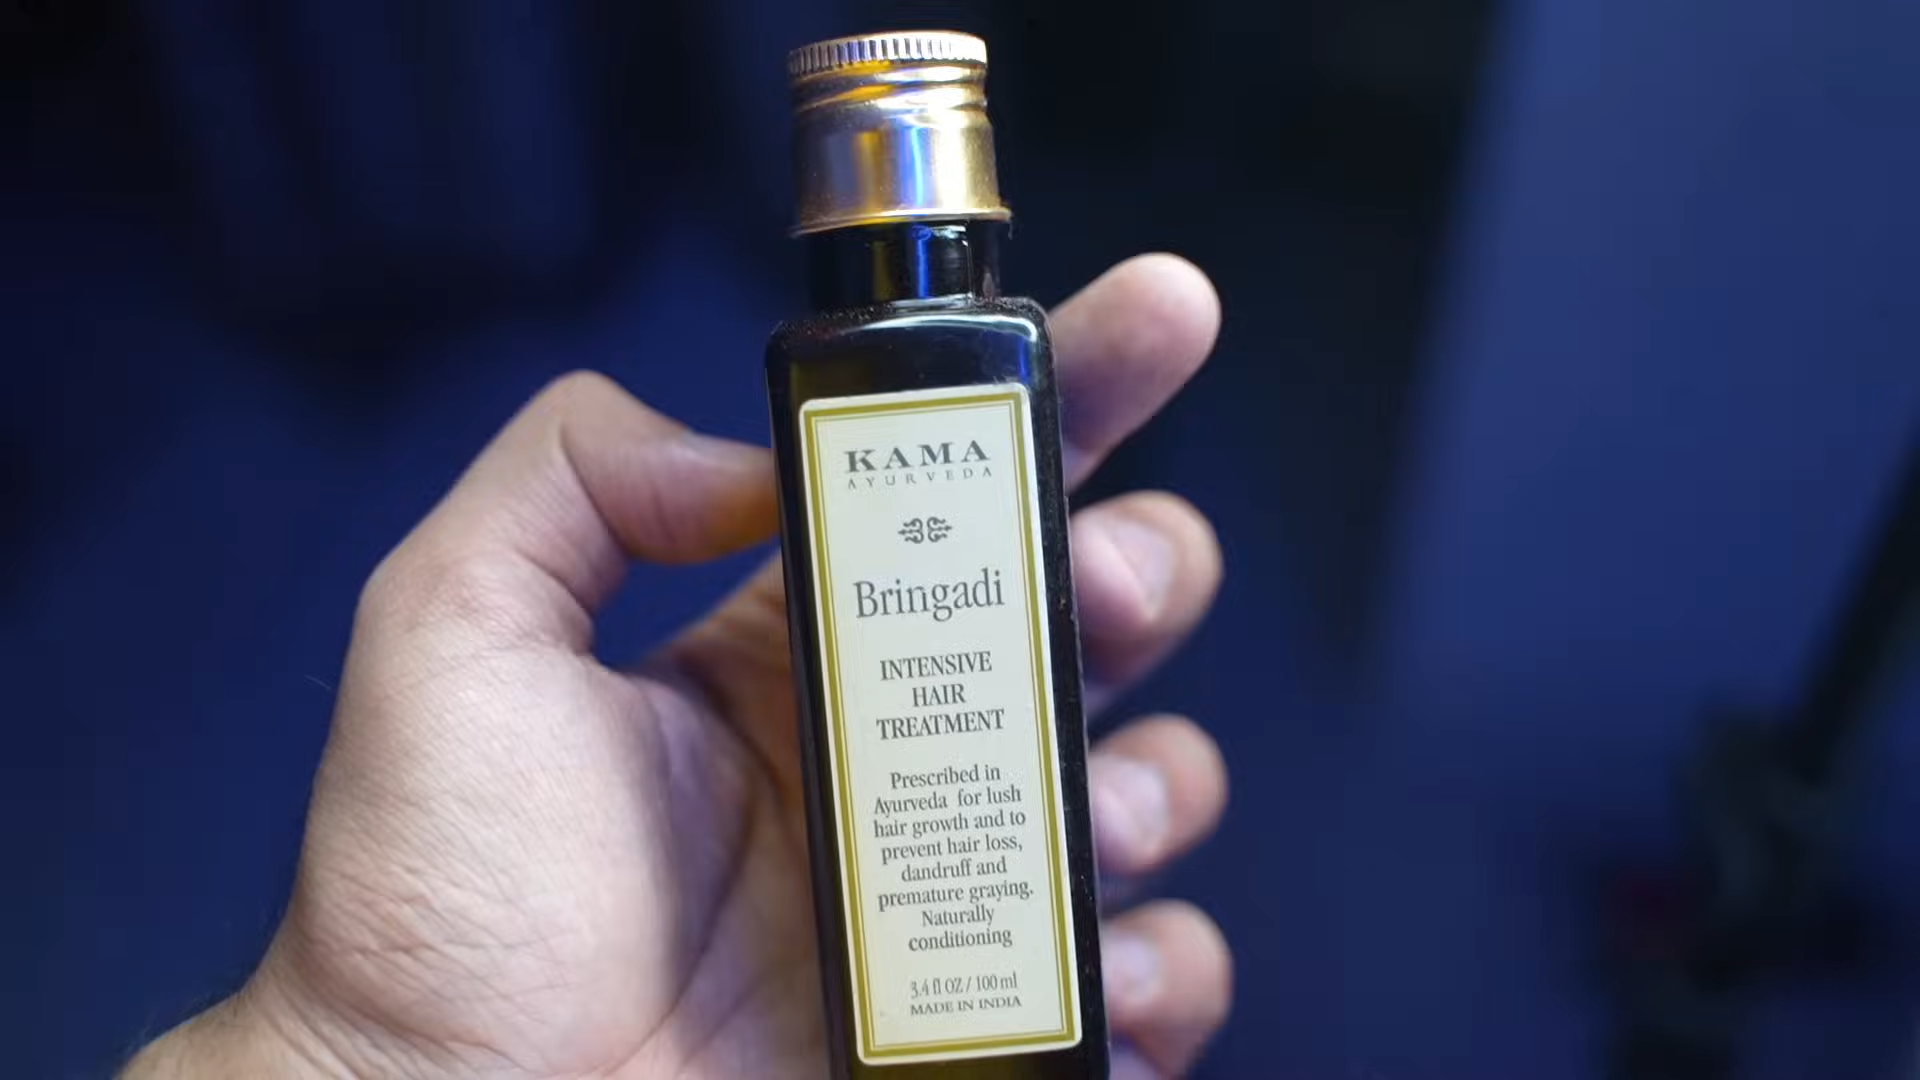 KAMA
AYURVEDA
Bringadi
INTENSIVE
HAIR
TREATMENT
Prescribed in
Ayurveda for lush
hair growth and to
prevent hair loss,
dandruff and
premature graying.
Naturally
conditioning
3.4 fl OZ / 100 ml
MADE IN INDIA